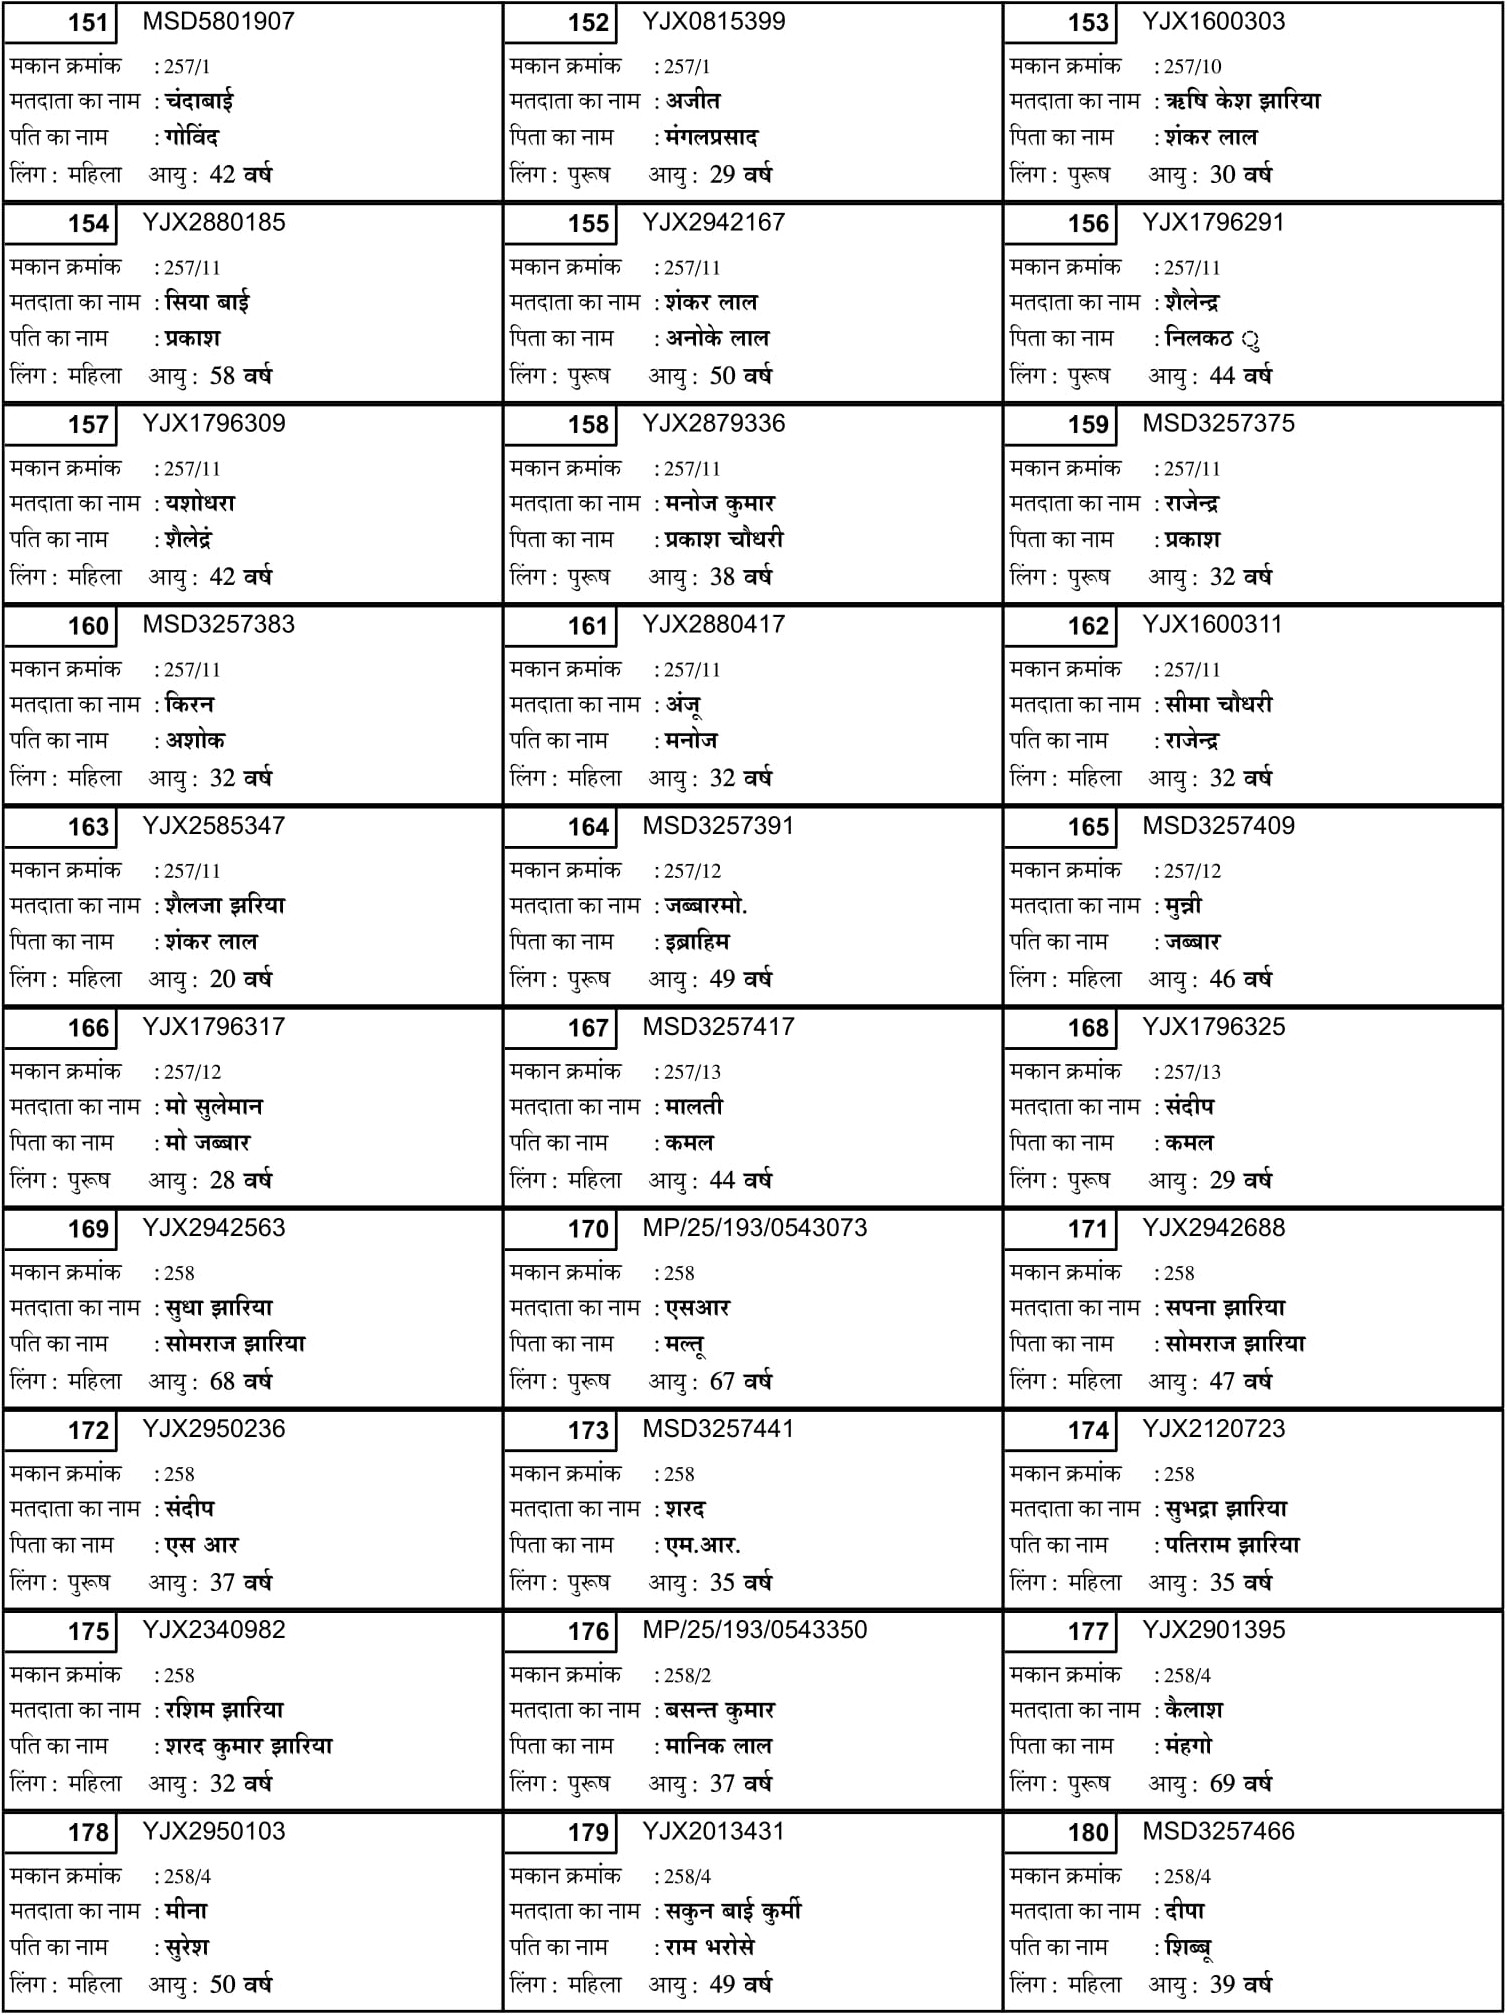 151 MSD5801907
मकान क्रमांक : 257/1
मतदाता का नाम : चंदाबाई
पति का नाम : गोविंद
लिंग : महिला आयु : 42 वर्ष
152 YJX0815399
मकान क्रमांक : 257/1
मतदाता का नाम : अजीत
पिता का नाम : मंगलप्रसाद
लिंग : पुरूष आयु : 29 वर्ष
153 YJX1600303
मकान क्रमांक : 257/10
मतदाता का नाम : ऋषि केश झारिया
पिता का नाम : शंकर लाल
लिंग : पुरूष आयु : 30 वर्ष
154 YJX2880185
मकान क्रमांक : 257/11
मतदाता का नाम : सिया बाई
पति का नाम : प्रकाश
लिंग : महिला आयु : 58 वर्ष
155 YJX2942167
मकान क्रमांक : 257/11
मतदाता का नाम : शंकर लाल
पिता का नाम : अनोके लाल
लिंग : पुरूष आयु : 50 वर्ष
156 YJX1796291
मकान क्रमांक : 257/11
मतदाता का नाम : शैलेन्द्र
पिता का नाम : निलकठ ु
लिंग : पुरूष आयु : 44 वर्ष
157 YJX1796309
मकान क्रमांक : 257/11
मतदाता का नाम : यशोधरा
पति का नाम : शैलेद्रं
लिंग : महिला आयु : 42 वर्ष
158 YJX2879336
मकान क्रमांक : 257/11
मतदाता का नाम : मनोज कुमार
पिता का नाम : प्रकाश चौधरी
लिंग : पुरूष आयु : 38 वर्ष
159 MSD3257375
मकान क्रमांक : 257/11
मतदाता का नाम : राजेन्द्र
पिता का नाम : प्रकाश
लिंग : पुरूष आयु : 32 वर्ष
160 MSD3257383
मकान क्रमांक : 257/11
मतदाता का नाम : किरन
पति का नाम : अशोक
लिंग : महिला आयु : 32 वर्ष
161 YJX2880417
मकान क्रमांक : 257/11
मतदाता का नाम : अंजू
पति का नाम : मनोज
लिंग : महिला आयु : 32 वर्ष
162 YJX1600311
मकान क्रमांक : 257/11
मतदाता का नाम : सीमा चौधरी
पति का नाम : राजेन्द्र
लिंग : महिला आयु : 32 वर्ष
163 YJX2585347
मकान क्रमांक : 257/11
मतदाता का नाम : शैलजा झरिया
पिता का नाम : शंकर लाल
लिंग : महिला आयु : 20 वर्ष
164 MSD3257391
मकान क्रमांक : 257/12
मतदाता का नाम : जब्बारमो.
पिता का नाम : इब्राहिम
लिंग : पुरूष आयु : 49 वर्ष
165 MSD3257409
मकान क्रमांक : 257/12
मतदाता का नाम : मुन्नी
पति का नाम : जब्बार
लिंग : महिला आयु : 46 वर्ष
166 YJX1796317
मकान क्रमांक : 257/12
मतदाता का नाम : मो सुलेमान
पिता का नाम : मो जब्बार
लिंग : पुरूष आयु : 28 वर्ष
167 MSD3257417
मकान क्रमांक : 257/13
मतदाता का नाम : मालती
पति का नाम : कमल
लिंग : महिला आयु : 44 वर्ष
168 YJX1796325
मकान क्रमांक : 257/13
मतदाता का नाम : संदीप
पिता का नाम : कमल
लिंग : पुरूष आयु : 29 वर्ष
169 YJX2942563
मकान क्रमांक : 258
मतदाता का नाम : सुधा झारिया
पति का नाम : सोमराज झारिया
लिंग : महिला आयु : 68 वर्ष
170 MP/25/193/0543073
मकान क्रमांक : 258
मतदाता का नाम : एसआर
पिता का नाम : मल्तू
लिंग : पुरूष आयु : 67 वर्ष
171 YJX2942688
मकान क्रमांक : 258
मतदाता का नाम : सपना झारिया
पिता का नाम : सोमराज झारिया
लिंग : महिला आयु : 47 वर्ष
172 YJX2950236
मकान क्रमांक : 258
मतदाता का नाम : संदीप
पिता का नाम : एस आर
लिंग : पुरूष आयु : 37 वर्ष
173 MSD3257441
मकान क्रमांक : 258
मतदाता का नाम : शरद
पिता का नाम : एम.आर.
लिंग : पुरूष आयु : 35 वर्ष
174 YJX2120723
मकान क्रमांक : 258
मतदाता का नाम : सुभद्रा झारिया
पति का नाम : पतिराम झारिया
लिंग : महिला आयु : 35 वर्ष
175 YJX2340982
मकान क्रमांक : 258
मतदाता का नाम : रशिम झारिया
पति का नाम : शरद कुमार झारिया
लिंग : महिला आयु : 32 वर्ष
176 MP/25/193/0543350
मकान क्रमांक : 258/2
मतदाता का नाम : बसन्त कुमार
पिता का नाम : मानिक लाल
लिंग : पुरूष आयु : 37 वर्ष
177 YJX2901395
मकान क्रमांक : 258/4
मतदाता का नाम : कैलाश
पिता का नाम : मंहगो
लिंग : पुरूष आयु : 69 वर्ष
178 YJX2950103
मकान क्रमांक : 258/4
मतदाता का नाम : मीना
पति का नाम : सुरेश
लिंग : महिला आयु : 50 वर्ष
179 YJX2013431
मकान क्रमांक : 258/4
मतदाता का नाम : सकुन बाई कुर्मी
पति का नाम : राम भरोसे
लिंग : महिला आयु : 49 वर्ष
180 MSD3257466
मकान क्रमांक : 258/4
मतदाता का नाम : दीपा
पति का नाम : शिब्बू
लिंग : महिला आयु : 39 वर्ष